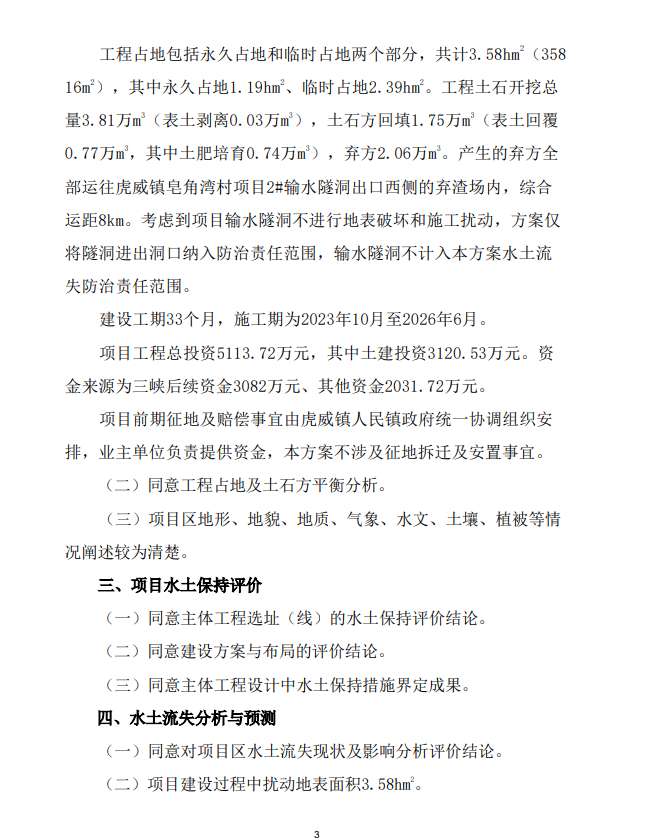 工程占地包括永久占地和临时占地两个部分，共计3.58hm²（358
16m²），其中永久占地1.19hm²、临时占地2.39hm²。工程土石开挖总
量3.81万m³（表土剥离0.03万m³），土石方回填1.75万m³（表土回覆
0.77万m³，其中土肥培育0.74万m³），弃方2.06万m³。产生的弃方全
部运往虎威镇皂角湾村项目2#输水隧洞出口西侧的弃渣场内，综合
运距8km。考虑到项目输水隧洞不进行地表破坏和施工扰动，方案仅
将隧洞进出洞口纳入防治责任范围，输水隧洞不计入本方案水土流
失防治责任范围。
建设工期33个月，施工期为2023年10月至2026年6月。
项目工程总投资5113.72万元，其中土建投资3120.53万元。资
金来源为三峡后续资金3082万元、其他资金2031.72万元。
项目前期征地及赔偿事宜由虎威镇人民镇政府统一协调组织安
排，业主单位负责提供资金，本方案不涉及征地拆迁及安置事宜。
（二）同意工程占地及土石方平衡分析。
（三）项目区地形、地貌、地质、气象、水文、土壤、植被等情
况阐述较为清楚。
三、项目水土保持评价
（一）同意主体工程选址（线）的水土保持评价结论。
（二）同意建设方案与布局的评价结论。
（三）同意主体工程设计中水土保持措施界定成果。
四、水土流失分析与预测
（一）同意对项目区水土流失现状及影响分析评价结论。
（二）项目建设过程中扰动地表面积3.58hm²。
3